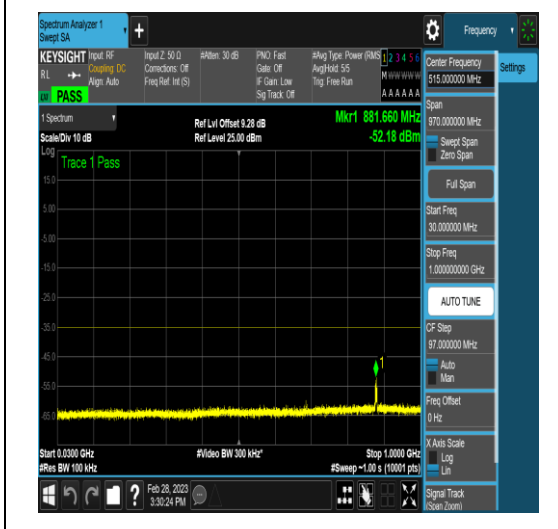 Spectrum Analyzer 1
Swept SA
+
Frequency
KEYSIGHT
RL
PASS
Input: RF
Coupling: DC
Align: Auto
Input Z: 50 Ω
Corrections: Off
Freq Ref: Int (S)
#Atten: 30 dB
PNO: Fast
Gate: Off
IF Gain: Low
Sig Track: Off
#Avg Type: Power (RMS
Avg|Hold: 5/5
Trig: Free Run
1 2 3 4 5 6
M W W W W W
A A A A A A
Settings
1 Spectrum
Scale/Div 10 dB
Ref Lvl Offset 9.28 dB
Ref Level 25.00 dBm
Mkr1 881.660 MHz
-52.18 dBm
Log
Trace 1 Pass
15.0
5.00
-5.00
-15.0
-25.0
-35.0
-45.0
-55.0
-65.0
1
Start 0.0300 GHz
#Res BW 100 kHz
#Video BW 300 kHz*
Stop 1.0000 GHz
#Sweep ~1.00 s (10001 pts)
Center Frequency
515.000000 MHz
Span
970.000000 MHz
Swept Span
Zero Span
Full Span
Start Freq
30.000000 MHz
Stop Freq
1.000000000 GHz
AUTO TUNE
CF Step
97.000000 MHz
Auto
Man
Freq Offset
0 Hz
X Axis Scale
Log
Lin
Signal Track
(Span Zoom)
?
Feb 28, 2023
3:30:24 PM